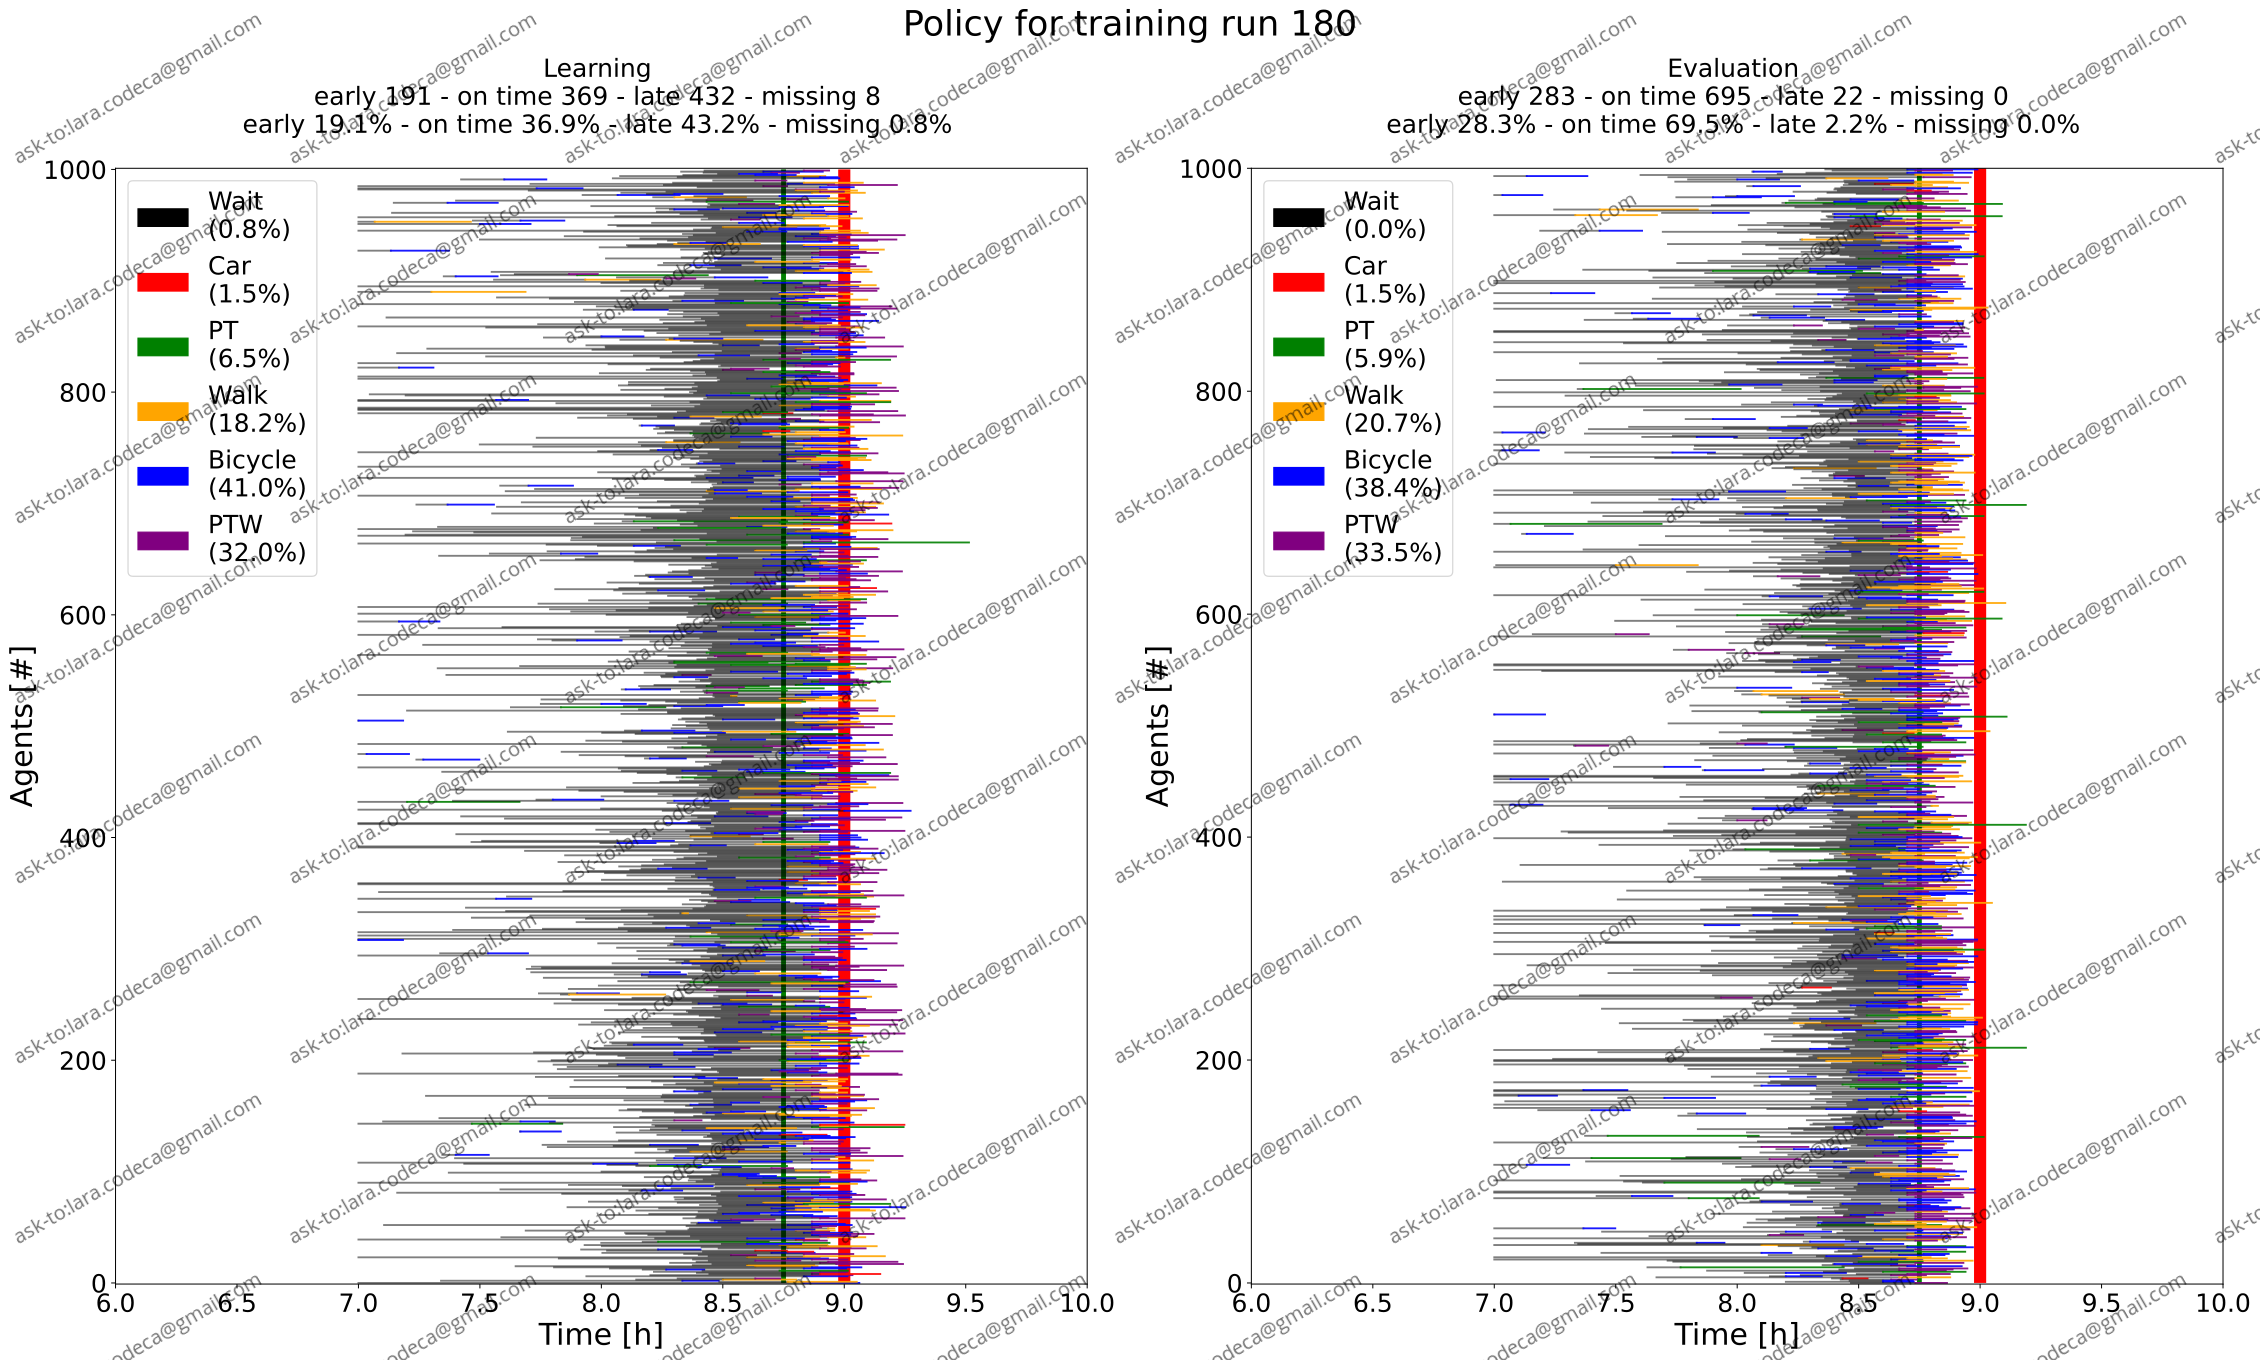 Policy for training run 180
Learning
early 191 - on time 369 - late 432 - missing 8
early 19.1% - on time 36.9% - late 43.2% - missing 0.8%
Evaluation
early 283 - on time 695 - late 22 - missing 0
early 28.3% - on time 69.5% - late 2.2% - missing 0.0%
Agents [#]
1000
800
600
400
200
0
Wait
(0.8%)
Car
(1.5%)
PT
(6.5%)
Walk
(18.2%)
Bicycle
(41.0%)
PTW
(32.0%)
6.0 6.5 7.0 7.5 8.0 8.5 9.0 9.5 10.0
Time [h]
Agents [#]
1000
800
600
400
200
0
Wait
(0.0%)
Car
(1.5%)
PT
(5.9%)
Walk
(20.7%)
Bicycle
(38.4%)
PTW
(33.5%)
6.0 6.5 7.0 7.5 8.0 8.5 9.0 9.5 10.0
Time [h]
ask-to:lara.codeca@gmail.com